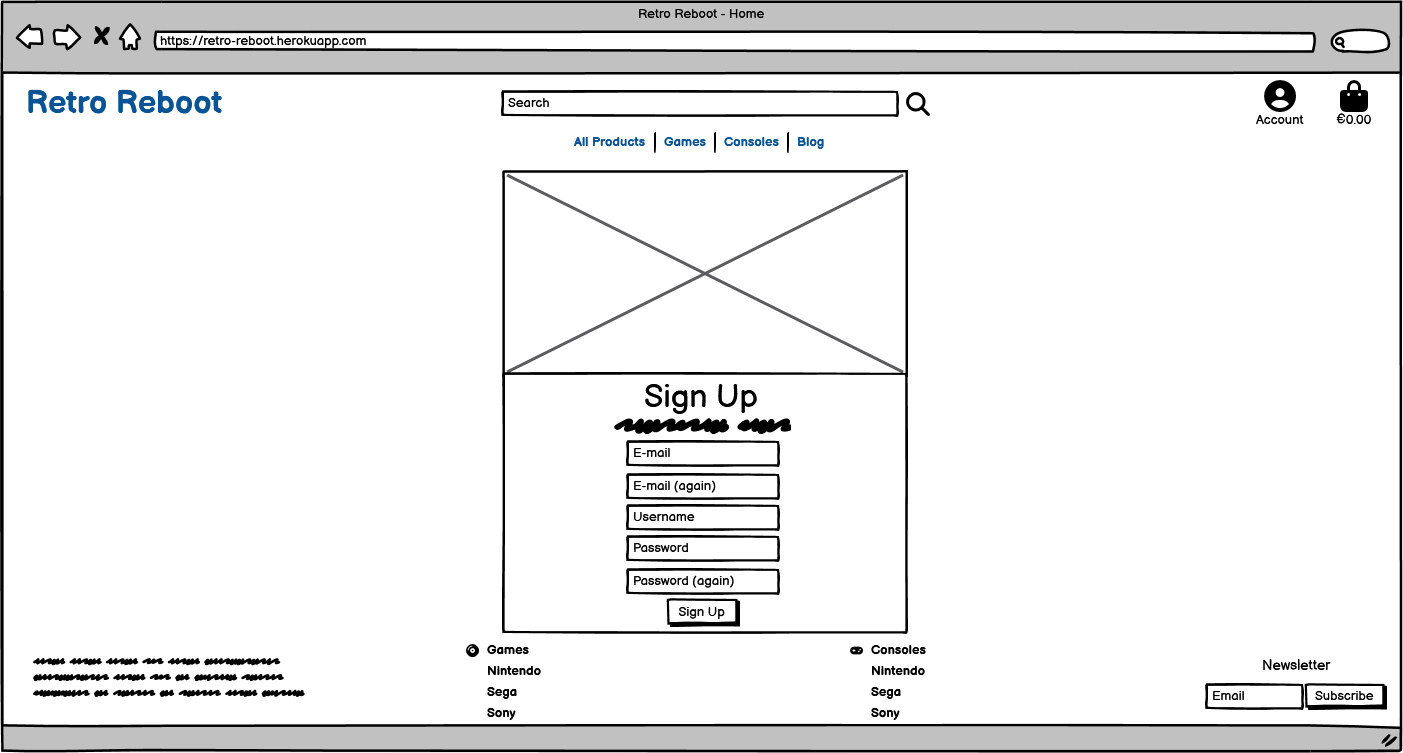 Retro Reboot - Home
https://retro-reboot.herokuapp.com
Retro Reboot
Search
Account
€0.00
All Products
Games
Consoles
Blog
Sign Up
E-mail
E-mail (again)
Username
Password
Password (again)
Sign Up
Games
Nintendo
Sega
Sony
Consoles
Nintendo
Sega
Sony
Newsletter
Email
Subscribe